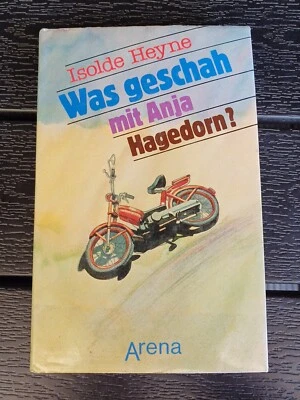 Isolde Heyne
Was geschah
mit Anja
Hagedorn?
Arena